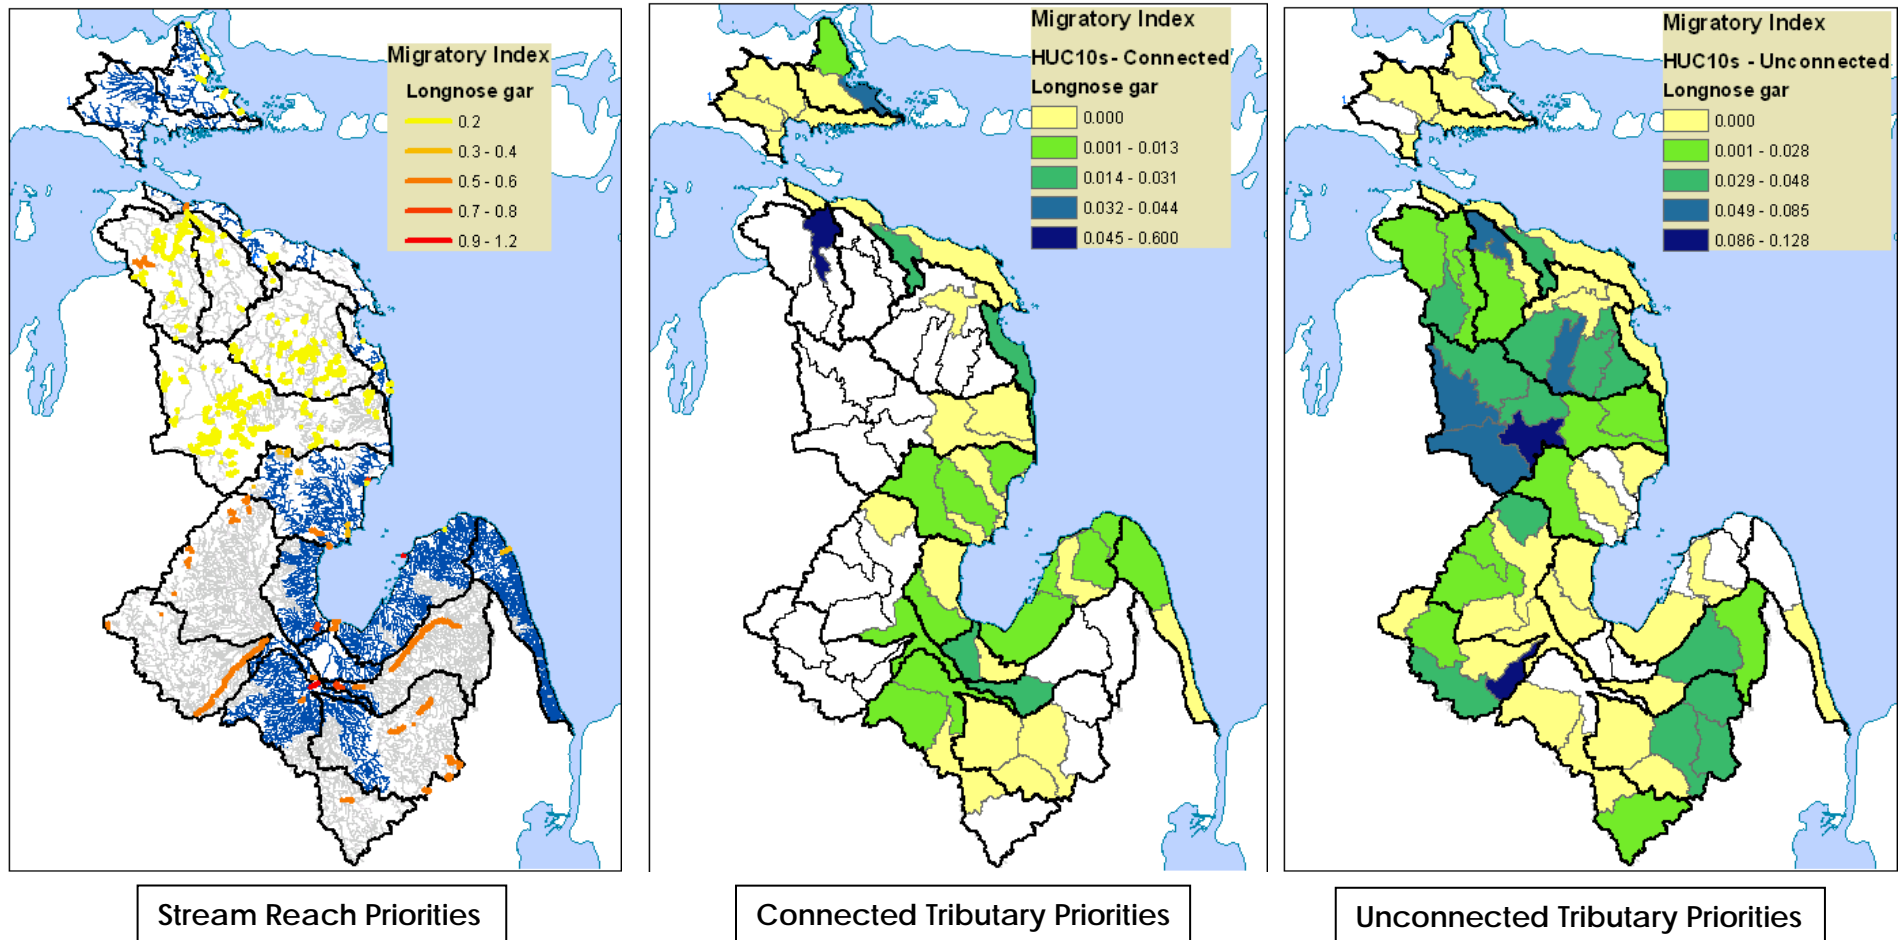 Migratory Index
Longnose gar
0.2
0.3 - 0.4
0.5 - 0.6
0.7 - 0.8
0.9 - 1.2
Stream Reach Priorities
Migratory Index
HUC10s - Connected
Longnose gar
0.000
0.001 - 0.013
0.014 - 0.031
0.032 - 0.044
0.045 - 0.600
Connected Tributary Priorities
Migratory Index
HUC10s - Unconnected
Longnose gar
0.000
0.001 - 0.028
0.029 - 0.048
0.049 - 0.085
0.086 - 0.128
Unconnected Tributary Priorities